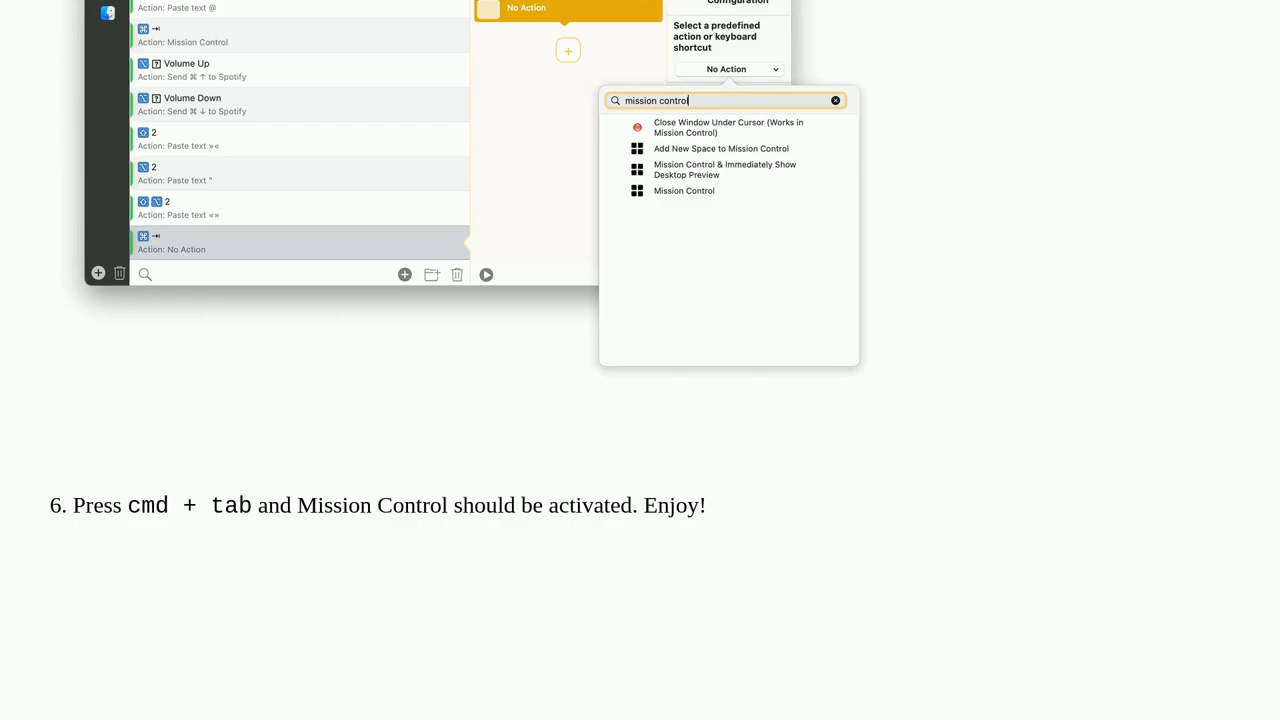 Action: Paste text @
No Action
Configuration
Select a predefined
action or keyboard
shortcut
No Action
⌘ ⇥
Action: Mission Control
⌥ ? Volume Up
Action: Send ⌘ ↑ to Spotify
⌥ ? Volume Down
Action: Send ⌘ ↓ to Spotify
⇧ 2
Action: Paste text »«
⌥ 2
Action: Paste text "
⇧ ⌥ 2
Action: Paste text «»
⌘ ⇥
Action: No Action
mission control
Close Window Under Cursor (Works in
Mission Control)
Add New Space to Mission Control
Mission Control & Immediately Show
Desktop Preview
Mission Control
6. Press cmd + tab and Mission Control should be activated. Enjoy!